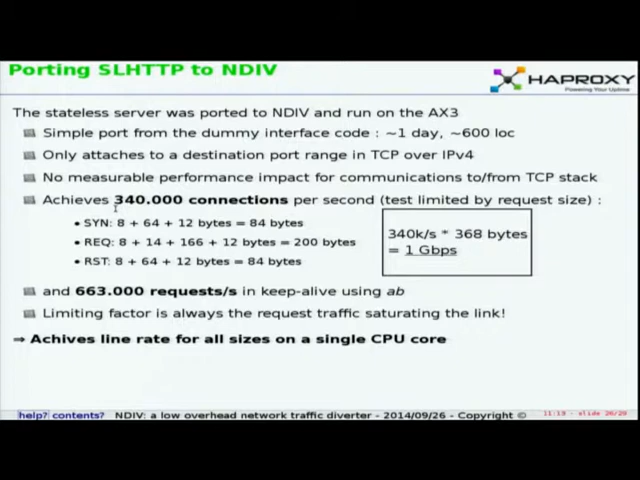 Porting SLHTTP to NDIV
HAPROXY
Powering Your Uptime
The stateless server was ported to NDIV and run on the AX3
Simple port from the dummy interface code : ~1 day, ~600 loc
Only attaches to a destination port range in TCP over IPv4
No measurable performance impact for communications to/from TCP stack
Achieves 340.000 connections per second (test limited by request size) :
• SYN: 8 + 64 + 12 bytes = 84 bytes
• REQ: 8 + 14 + 166 + 12 bytes = 200 bytes
• RST: 8 + 64 + 12 bytes = 84 bytes
340k/s * 368 bytes
= 1 Gbps
and 663.000 requests/s in keep-alive using ab
Limiting factor is always the request traffic saturating the link!
⇒ Achives line rate for all sizes on a single CPU core
help? contents? NDIV: a low overhead network traffic diverter - 2014/09/26 - Copyright ©